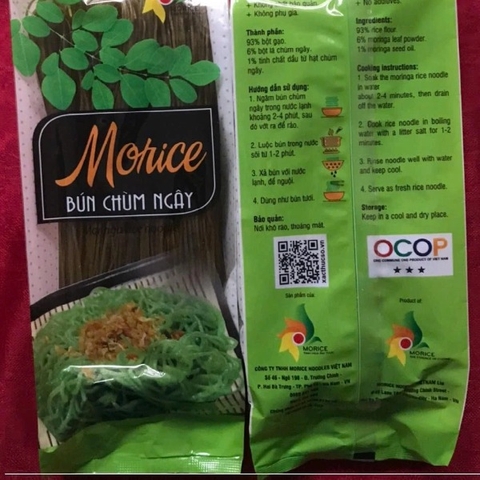 MORICE
Morice
BÚN CHÙM NGÂY
+ Không phụ gia.
Thành phần:
93% bột gạo.
6% bột lá chùm ngây.
1% tinh chất dầu từ hạt chùm
ngây.
Hướng dẫn sử dụng:
1. Ngâm bún chùm
ngây trong nước lạnh
khoảng 2-4 phút, sau
đó vớt ra để ráo.
2. Luộc bún trong nước
sôi từ 1-2 phút.
3. Xả bún với nước
lạnh, để nguội.
4. Dùng như bún tươi.
Bảo quản:
Nơi khô ráo, thoáng mát.
xacthucso.vn
Sản phẩm của:
MORICE
CÔNG TY TNHH MORICE NOODLES VIỆT NAM
+ No additives.
Ingredients:
93% rice flour
6% moringa leaf powder
1% moringa seed oil.
Cooking instructions:
1. Soak the moringa rice noodle
in water
about 2-4 minutes, then drain
off the water.
2. Cook rice noodle in boiling
water with a litter salt for 1-2
minutes.
3. Rinse noodle well with water
and keep cool.
4. Serve as fresh rice noodle.
Storage:
Keep in a cool and dry place.
OCOP
ONE COMMUNE ONE PRODUCT OF VIET NAM
★★★
Product of:
MORICE